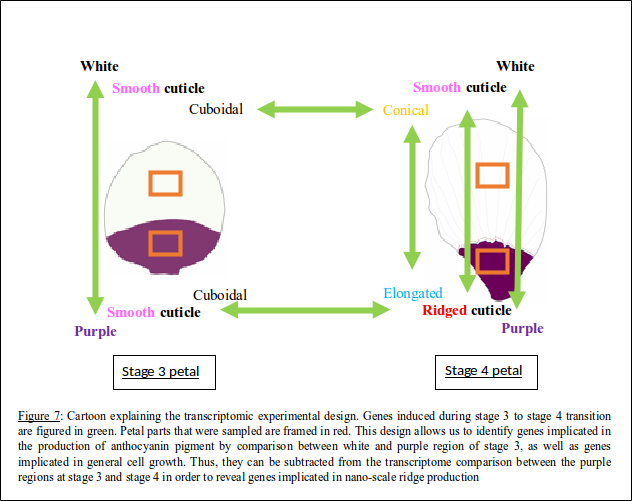 White
White
Smooth cuticle
Smooth cuticle
Cuboidal
Conical
Cuboidal
Elongated
Smooth cuticle
Ridged cuticle
Purple
Purple
Stage 3 petal
Stage 4 petal
Figure 7: Cartoon explaining the transcriptomic experimental design. Genes induced during stage 3 to stage 4 transition
are figured in green. Petal parts that were sampled are framed in red. This design allows us to identify genes implicated in
the production of anthocyanin pigment by comparison between white and purple region of stage 3, as well as genes
implicated in general cell growth. Thus, they can be subtracted from the transcriptome comparison between the purple
regions at stage 3 and stage 4 in order to reveal genes implicated in nano-scale ridge production